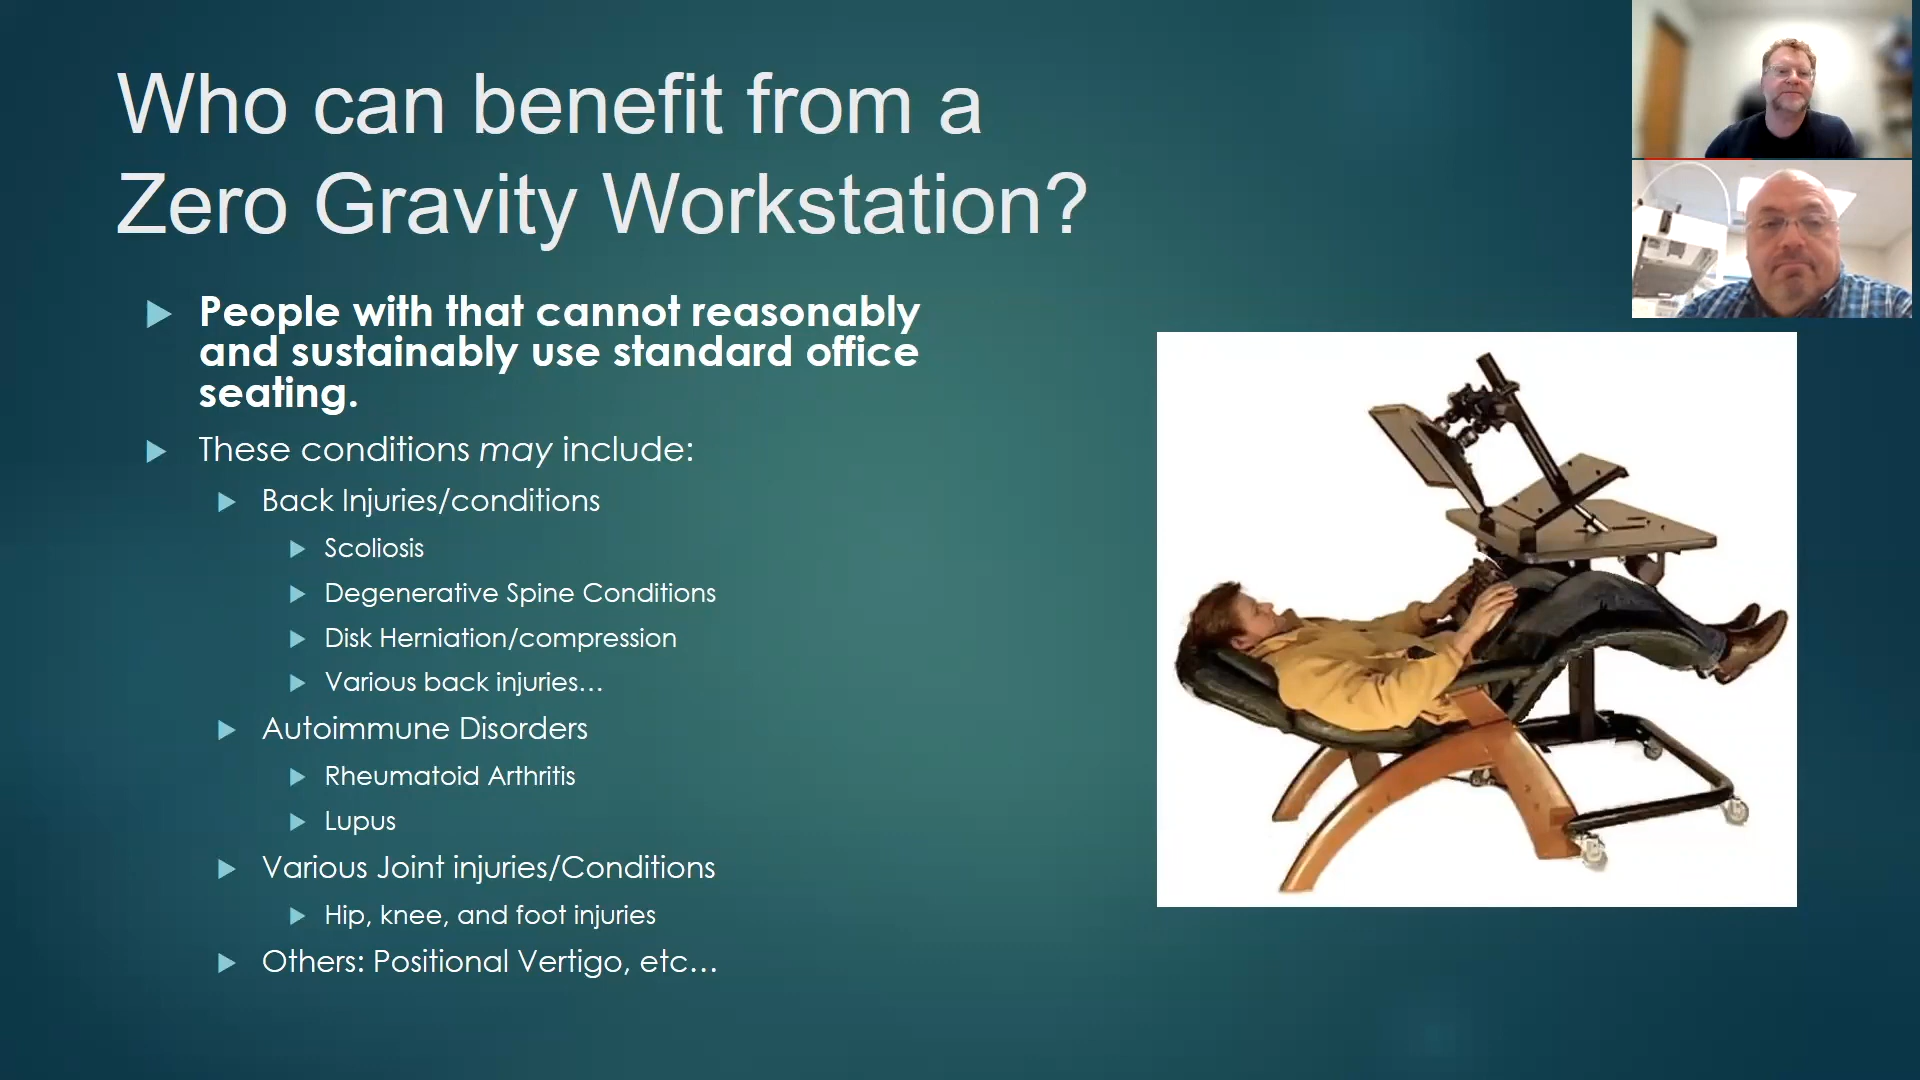 Who can benefit from a
Zero Gravity Workstation?
People with that cannot reasonably
and sustainably use standard office
seating.
These conditions may include:
Back Injuries/conditions
Scoliosis
Degenerative Spine Conditions
Disk Herniation/compression
Various back injuries...
Autoimmune Disorders
Rheumatoid Arthritis
Lupus
Various Joint injuries/Conditions
Hip, knee, and foot injuries
Others: Positional Vertigo, etc...